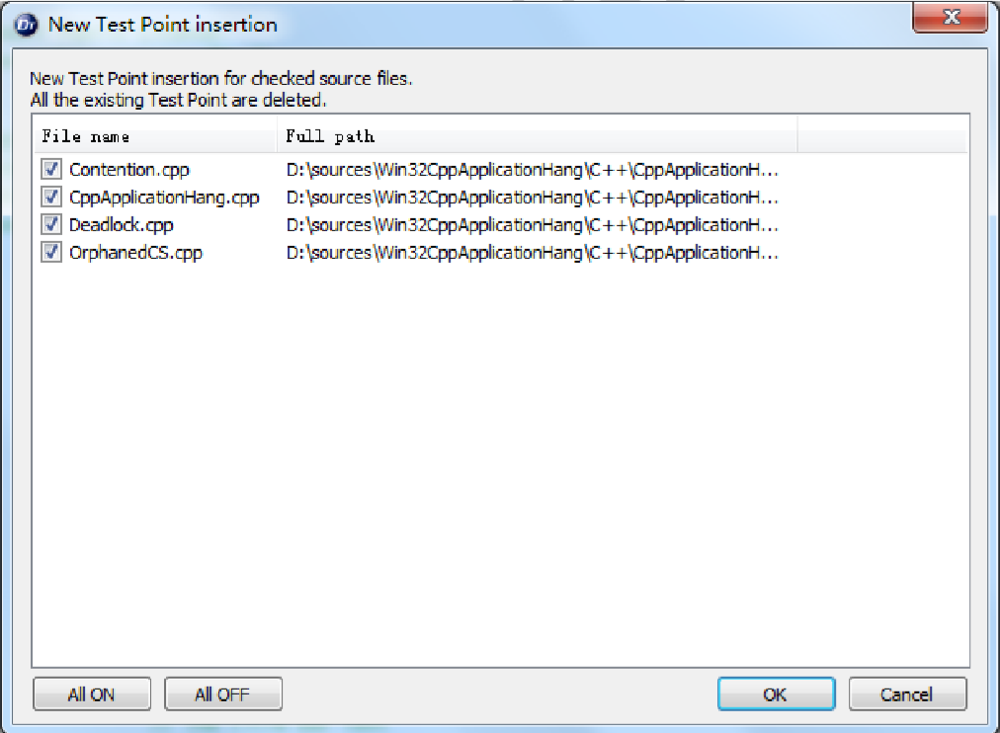 Dr New Test Point insertion
New Test Point insertion for checked source files.
All the existing Test Point are deleted.
File name Full path
Contention.cpp D:\sources\Win32CppApplicationHang\C++\CppApplicationH...
CppApplicationHang.cpp D:\sources\Win32CppApplicationHang\C++\CppApplicationH...
Deadlock.cpp D:\sources\Win32CppApplicationHang\C++\CppApplicationH...
OrphanedCS.cpp D:\sources\Win32CppApplicationHang\C++\CppApplicationH...
All ON All OFF OK Cancel